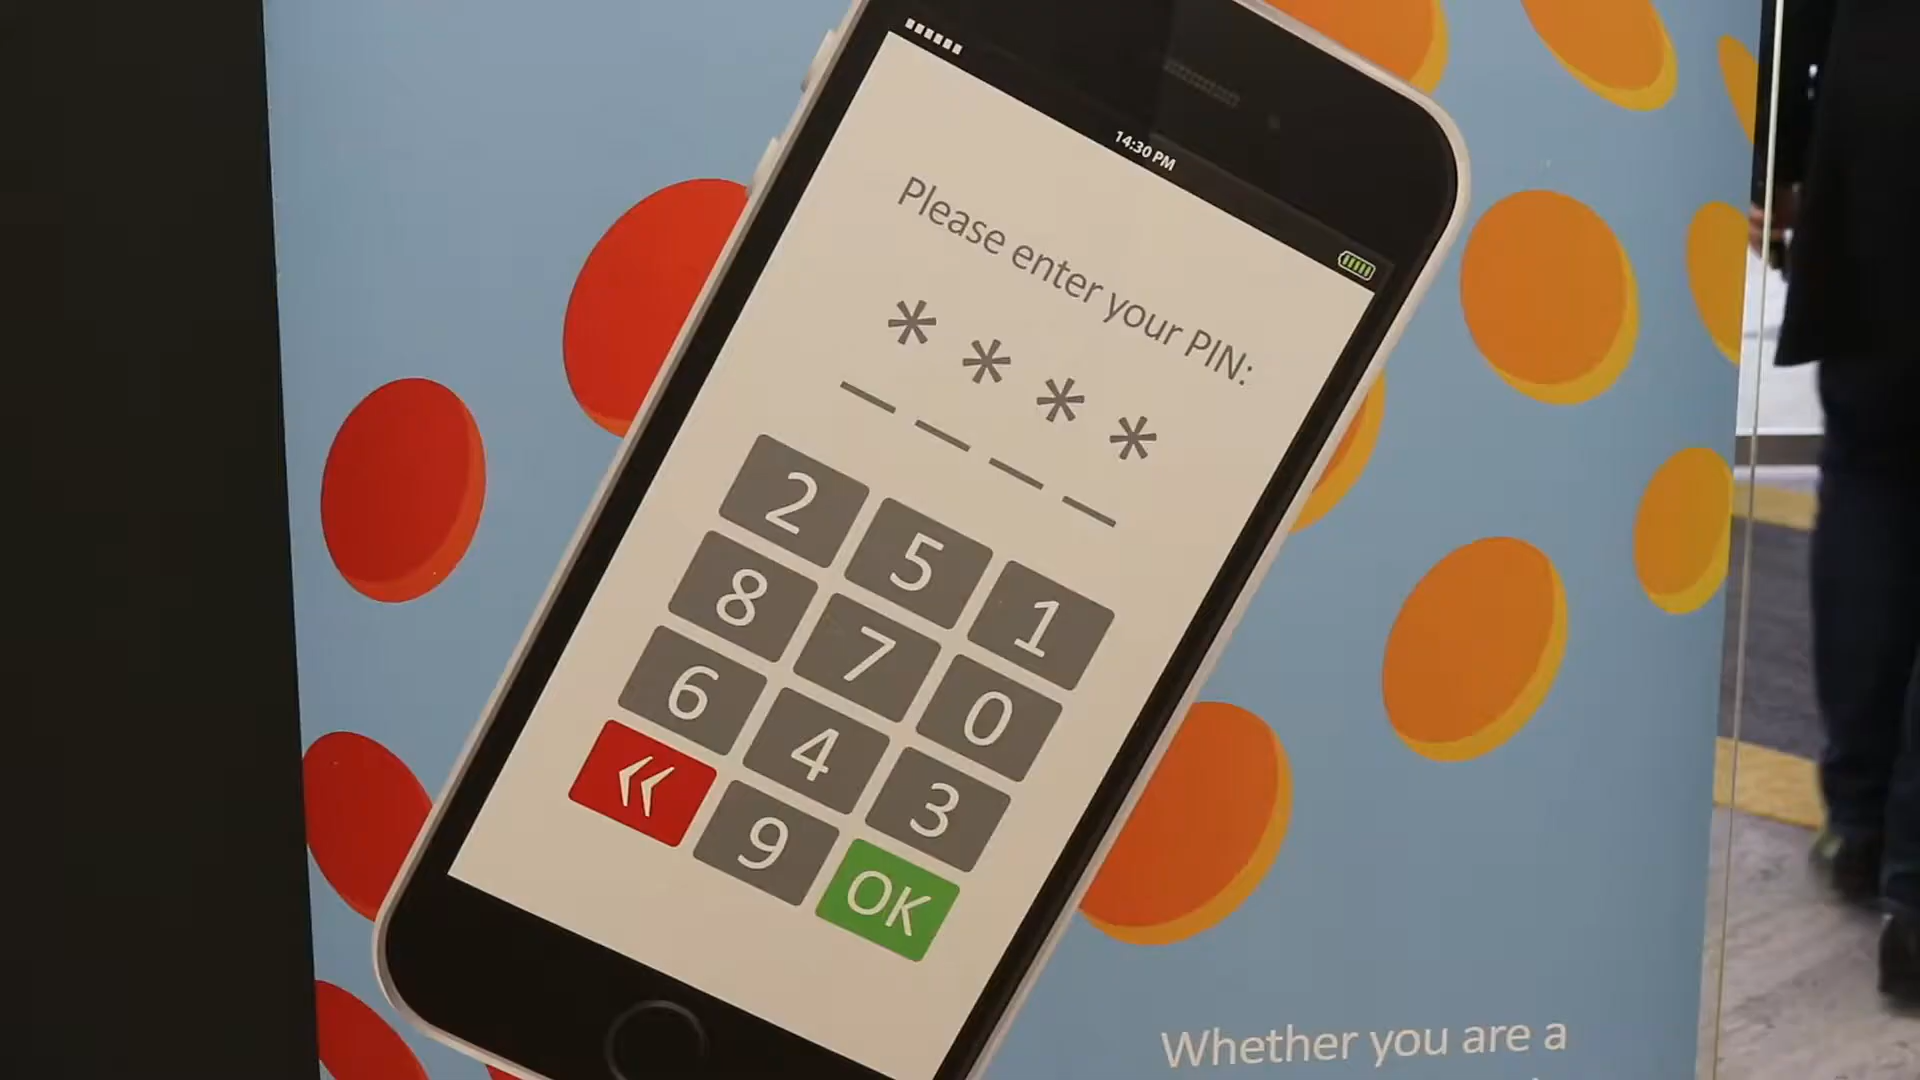 14:30 PM
Please enter your PIN:
* * * *
2 5 1
8 7 0
6 4 3
9 OK
Whether you are a